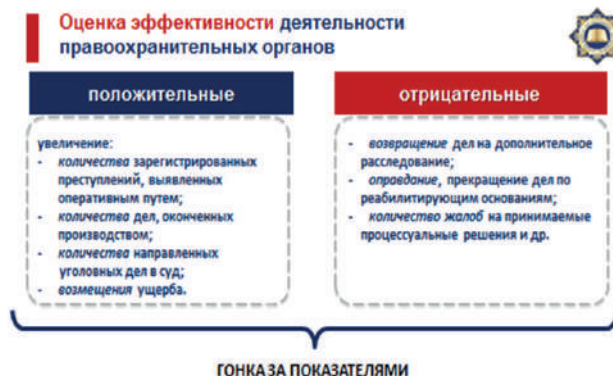 Оценка эффективности деятельности
правоохранительных органов
положительные
увеличение:
- количества зарегистрированных
преступлений, выявленных
оперативным путем;
- количества дел, оконченных
производством;
- количества направленных
уголовных дел в суд;
- возмещения ущерба.
отрицательные
- возвращение дел на дополнительное
расследование;
- оправдание, прекращение дел по
реабилитирующим основаниям;
- количество жалоб на принимаемые
процессуальные решения и др.
ГОНКА ЗА ПОКАЗАТЕЛЯМИ